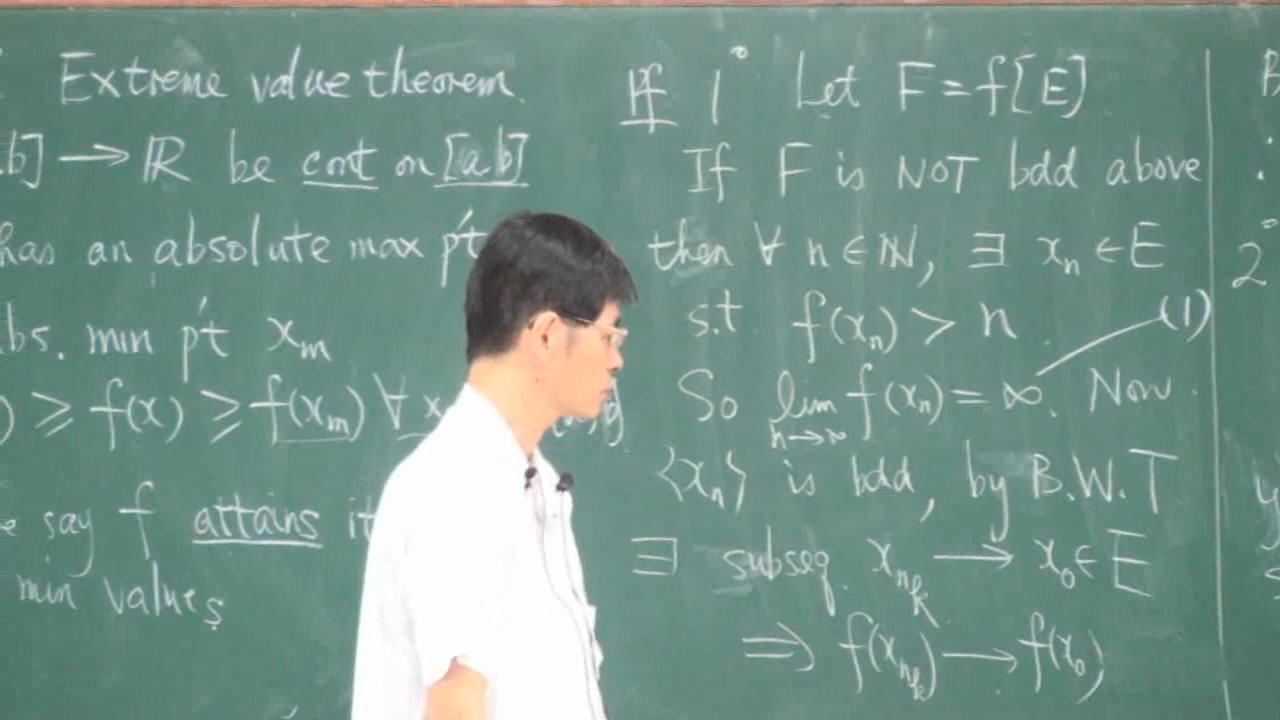 Extreme value theorem.
b] → ℝ be cont on [a,b]
has an absolute max p't
bs. min p't x_m
) ≥ f(x) ≥ f(x_m) ∀ x
say f attains it
min values
Pf 1° Let F = f[E]
If F is NOT bdd above
then ∀ n ∈ ℕ, ∃ x_n ∈ E
s.t. f(x_n) > n. (1)
So lim_{n→∞} f(x_n) = ∞. Now
⟨x_n⟩ is bdd, by B.W.T
∃ subseq. x_{n_k} → x_0 ∈ E
⇒ f(x_{n_k}) → f(x_0)
B
2°